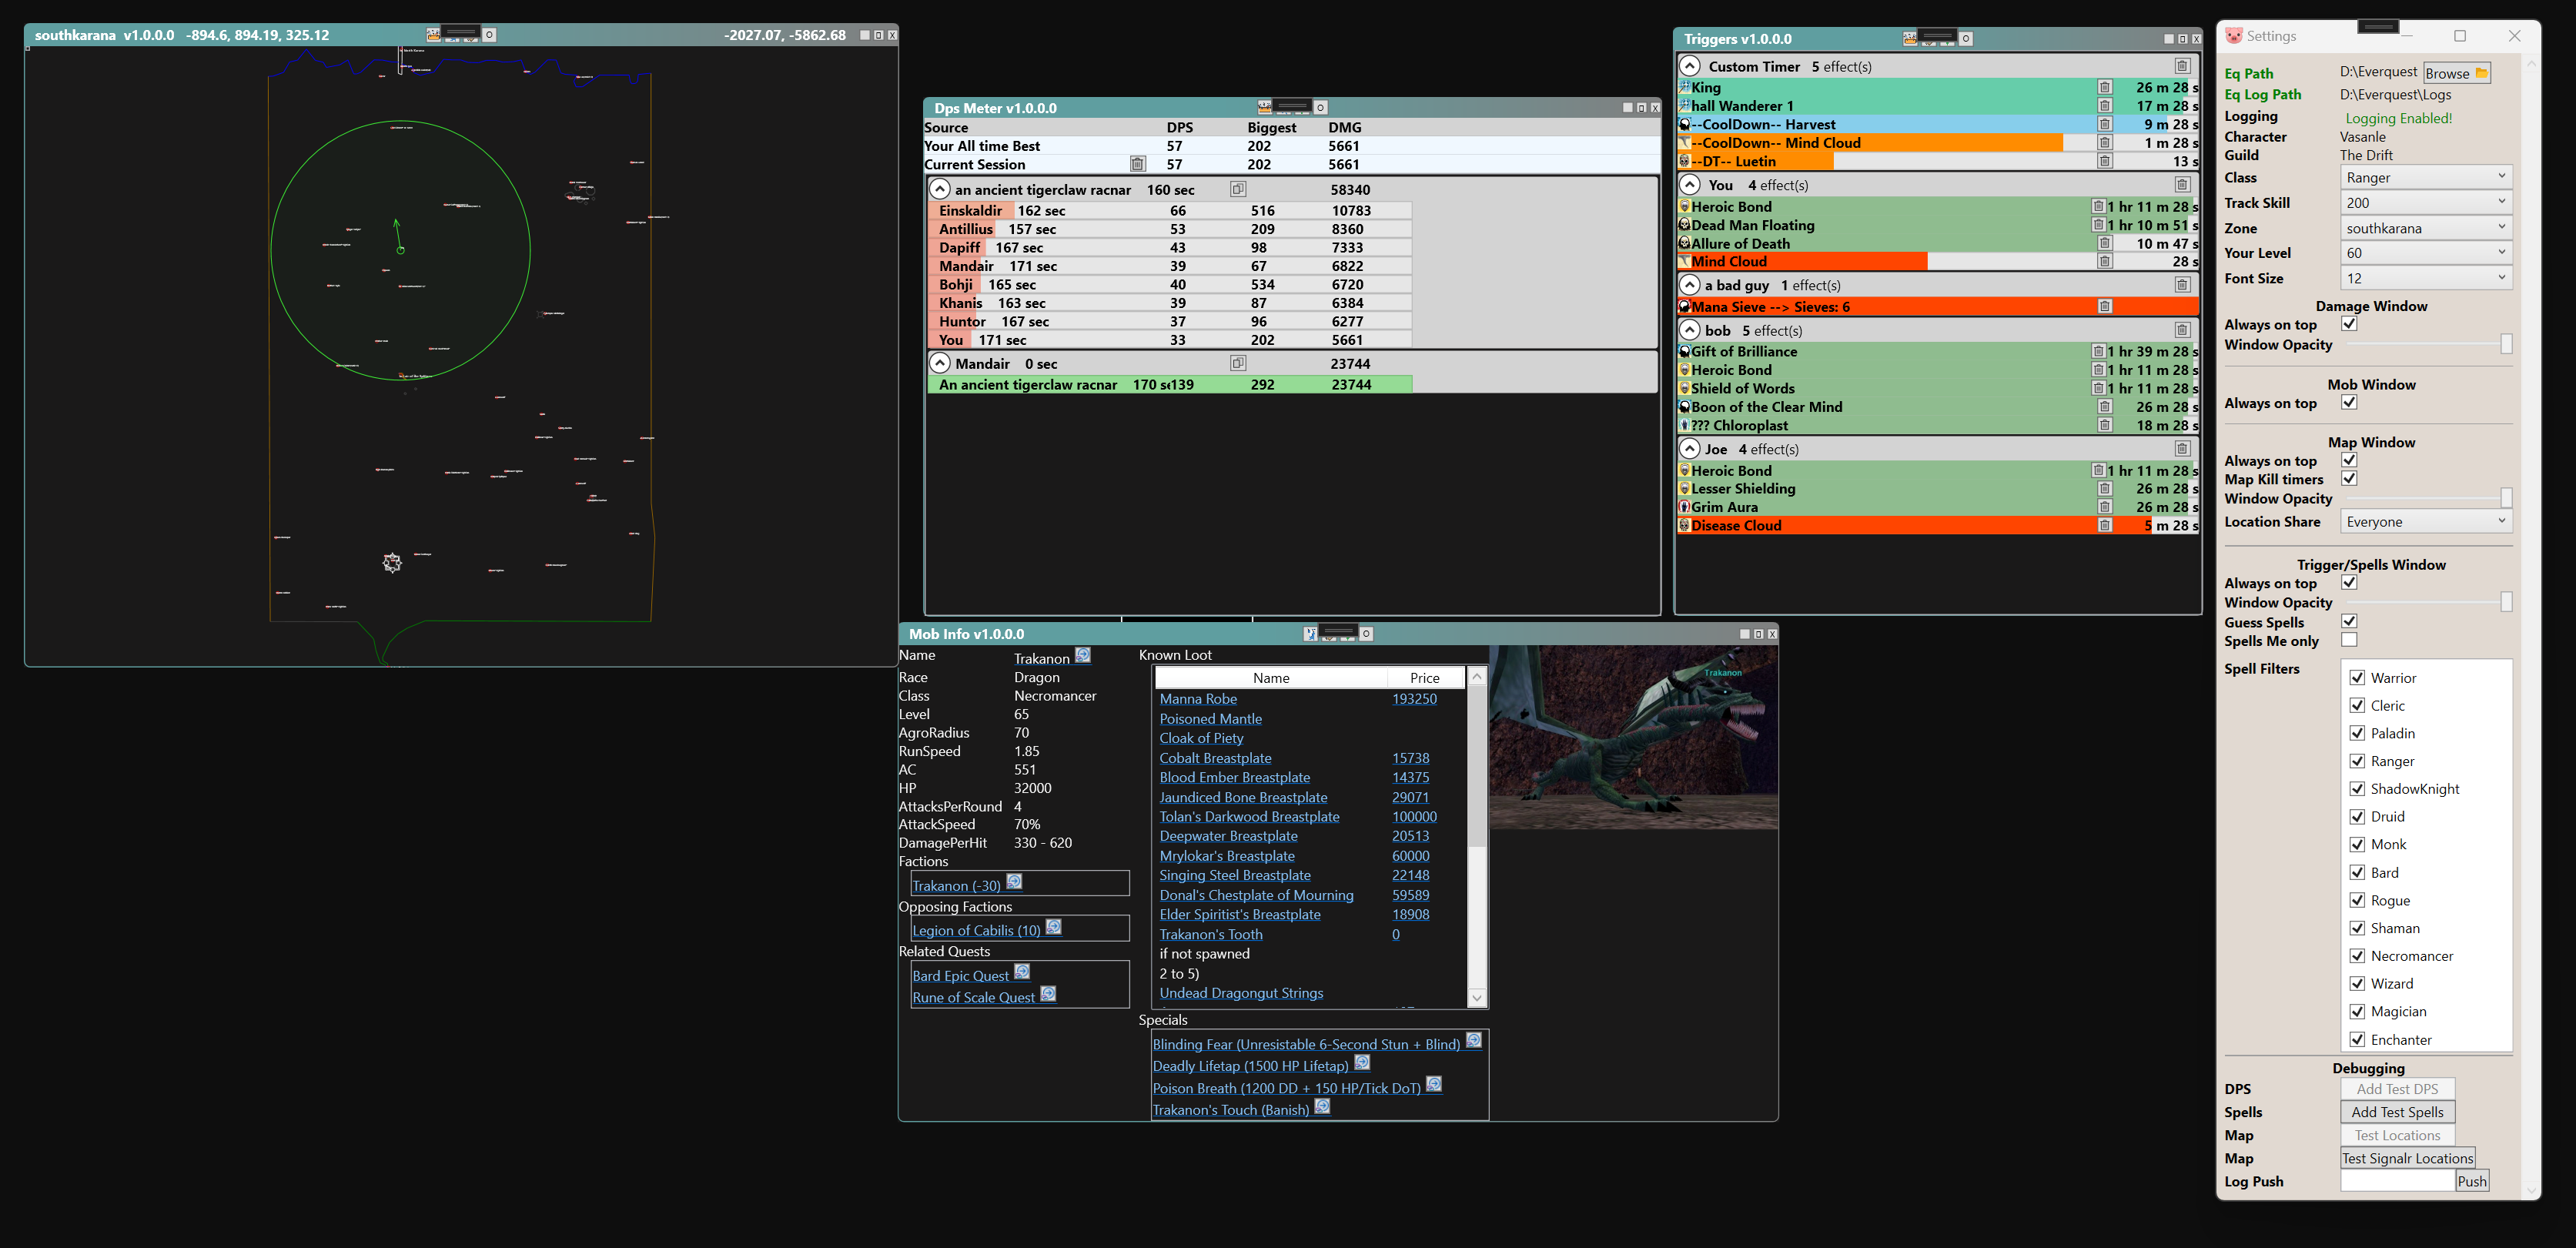 southkarana v1.0.0.0 -894.6, 894.19, 325.12
-2027.07, -5862.68
Dps Meter v1.0.0.0
Source DPS Biggest DMG
Your All time Best 57 202 5661
Current Session 57 202 5661
an ancient tigerclaw racnar 160 sec 58340
Einskaldir 162 sec 66 516 10783
Antillius 157 sec 53 209 8360
Dapiff 167 sec 43 98 7333
Mandair 171 sec 39 67 6822
Bohji 165 sec 40 534 6720
Khanis 163 sec 39 87 6384
Huntor 167 sec 37 96 6277
You 171 sec 33 202 5661
Mandair 0 sec 23744
An ancient tigerclaw racnar 170 s 139 292 23744
Triggers v1.0.0.0
Custom Timer 5 effect(s)
King 26 m 28 s
hall Wanderer 1 17 m 28 s
--CoolDown-- Harvest 9 m 28 s
--CoolDown-- Mind Cloud 1 m 28 s
--DT-- Luetin 13 s
You 4 effect(s)
Heroic Bond 1 hr 11 m 28 s
Dead Man Floating 1 hr 10 m 51 s
Allure of Death 10 m 47 s
Mind Cloud 28 s
a bad guy 1 effect(s)
Mana Sieve --> Sieves: 6
bob 5 effect(s)
Gift of Brilliance 1 hr 39 m 28 s
Heroic Bond 1 hr 11 m 28 s
Shield of Words 1 hr 11 m 28 s
Boon of the Clear Mind 26 m 28 s
??? Chloroplast 18 m 28 s
Joe 4 effect(s)
Heroic Bond 1 hr 11 m 28 s
Lesser Shielding 26 m 28 s
Grim Aura 26 m 28 s
Disease Cloud 5 m 28 s
Mob Info v1.0.0.0
Name Trakanon
Race Dragon
Class Necromancer
Level 65
AgroRadius 70
RunSpeed 1.85
AC 551
HP 32000
AttacksPerRound 4
AttackSpeed 70%
DamagePerHit 330 - 620
Factions
Trakanon (-30)
Opposing Factions
Legion of Cabilis (10)
Related Quests
Bard Epic Quest
Rune of Scale Quest
Known Loot
Name Price
Manna Robe 193250
Poisoned Mantle
Cloak of Piety
Cobalt Breastplate 15738
Blood Ember Breastplate 14375
Jaundiced Bone Breastplate 29071
Tolan's Darkwood Breastplate 100000
Deepwater Breastplate 20513
Mrylokar's Breastplate 60000
Singing Steel Breastplate 22148
Donal's Chestplate of Mourning 59589
Elder Spiritist's Breastplate 18908
Trakanon's Tooth 0
if not spawned
2 to 5)
Undead Dragongut Strings
Specials
Blinding Fear (Unresistable 6-Second Stun + Blind)
Deadly Lifetap (1500 HP Lifetap)
Poison Breath (1200 DD + 150 HP/Tick DoT)
Trakanon's Touch (Banish)
Trakanon
Settings
Eq Path D:\Everquest Browse
Eq Log Path D:\Everquest\Logs
Logging Logging Enabled!
Character Vasanle
Guild The Drift
Class Ranger
Track Skill 200
Zone southkarana
Your Level 60
Font Size 12
Damage Window
Always on top
Window Opacity
Mob Window
Always on top
Map Window
Always on top
Map Kill timers
Window Opacity
Location Share Everyone
Trigger/Spells Window
Always on top
Window Opacity
Guess Spells
Spells Me only
Spell Filters
Warrior
Cleric
Paladin
Ranger
ShadowKnight
Druid
Monk
Bard
Rogue
Shaman
Necromancer
Wizard
Magician
Enchanter
Debugging
DPS Add Test DPS
Spells Add Test Spells
Map Test Locations
Map Test Signalr Locations
Log Push Push